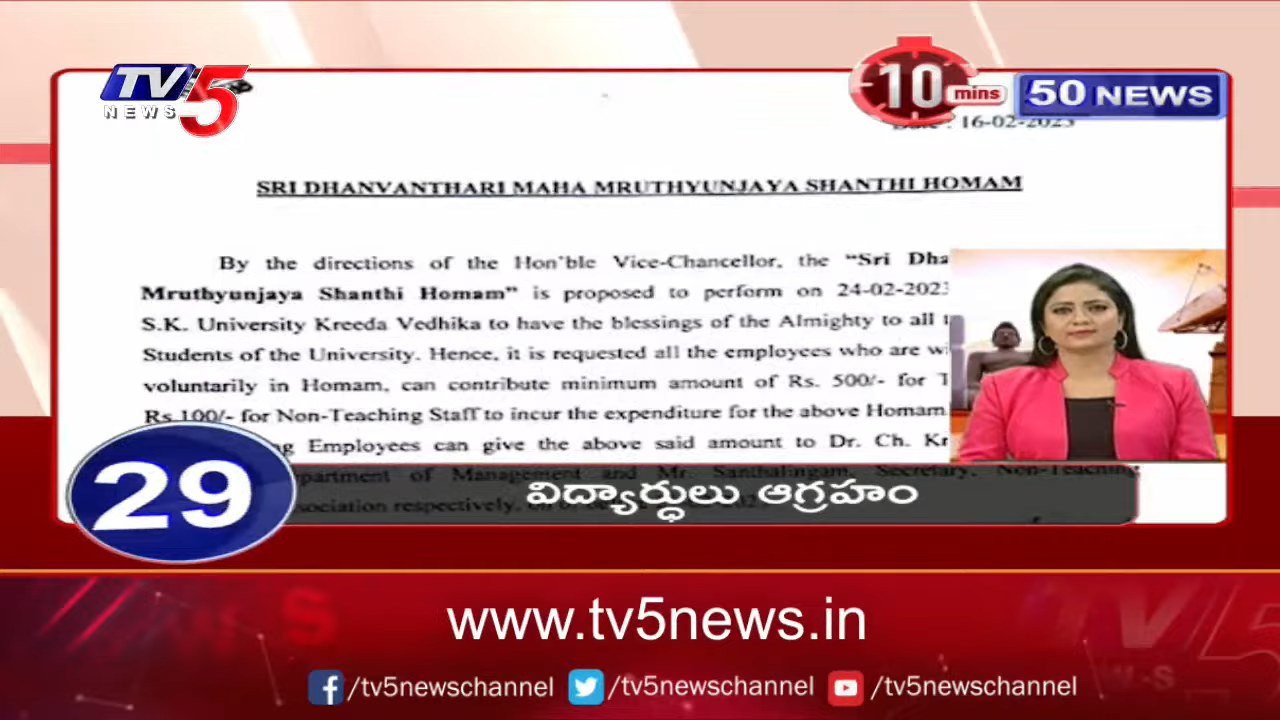 TV5
NEWS
10 mins
50 NEWS
Date : 16-02-2023
SRI DHANVANTHARI MAHA MRUTHYUNJAYA SHANTHI HOMAM
By the directions of the Hon'ble Vice-Chancellor, the "Sri
Mruthyunjaya Shanthi Homam" is proposed to perform on 24-02-2023
S.K. University Kreeda Vedhika to have the blessings of the Almighty to all
Students of the University. Hence, it is requested all the employees who are
voluntarily in Homam, can contribute minimum amount of Rs. 500/- for
Rs.100/- for Non-Teaching Staff to incur the expenditure for the above Homam.
Employees can give the above said amount to Dr. Ch.
of Management and Mr. Santhalingam, Secretary, Non-Teaching
respectively,
29
విద్యార్థులు ఆగ్రహం
www.tv5news.in
/tv5newschannel /tv5newschannel /tv5newschannel